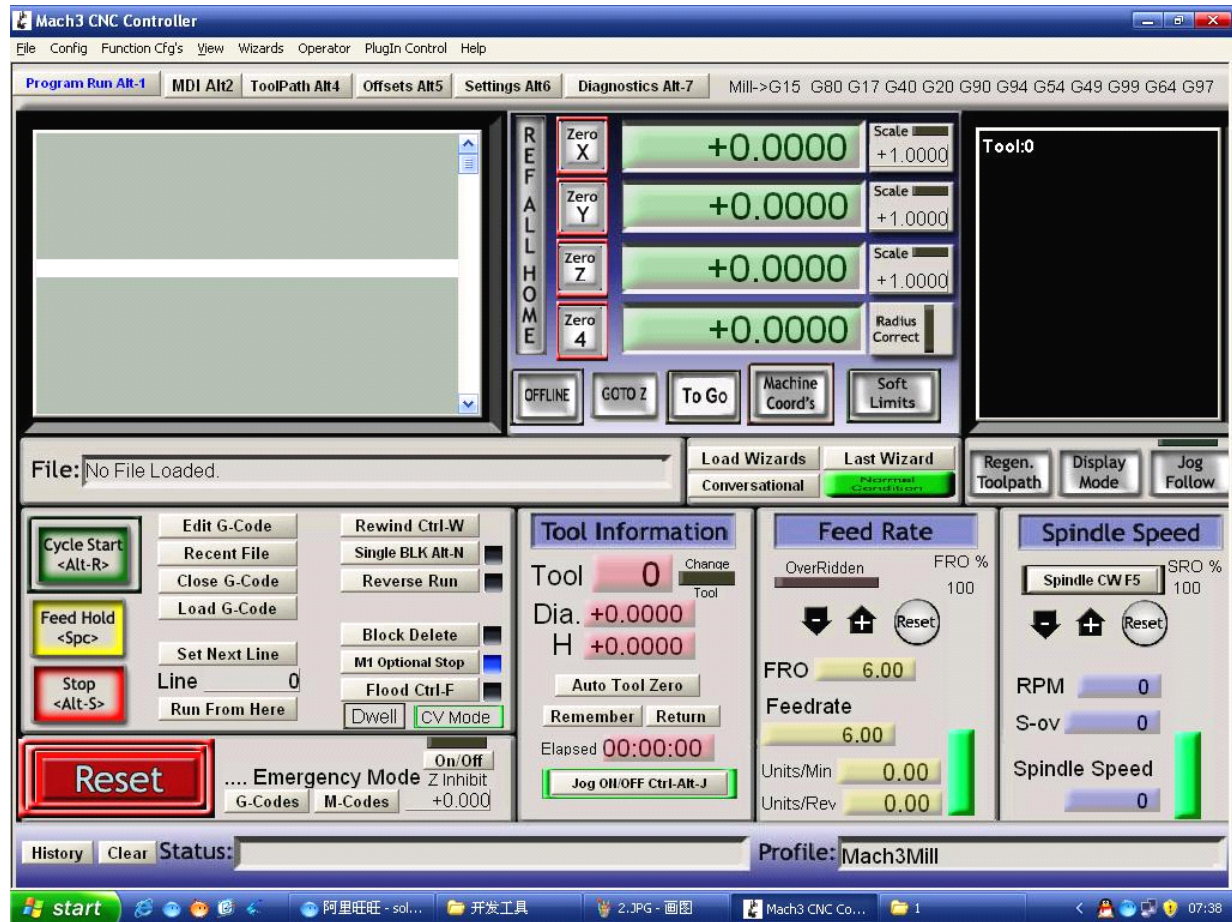 Mach3 CNC Controller
File Config Function Cfg's View Wizards Operator PlugIn Control Help
Program Run Alt-1 MDI Alt2 ToolPath Alt4 Offsets Alt5 Settings Alt6 Diagnostics Alt-7 Mill->G15 G80 G17 G40 G20 G90 G94 G54 G49 G99 G64 G97
REF ALL HOME
Zero X +0.0000 Scale +1.0000
Zero Y +0.0000 Scale +1.0000
Zero Z +0.0000 Scale +1.0000
Zero 4 +0.0000 Radius Correct
OFFLINE GOTO Z To Go Machine Coord's Soft Limits
Tool:0
File: No File Loaded.
Load Wizards Last Wizard
Conversational Normal Condition
Regen. Toolpath Display Mode Jog Follow
Cycle Start <Alt-R>
Feed Hold <Spc>
Stop <Alt-S>
Edit G-Code
Recent File
Close G-Code
Load G-Code
Set Next Line
Line 0
Run From Here
Rewind Ctrl-W
Single BLK Alt-N
Reverse Run
Block Delete
M1 Optional Stop
Flood Ctrl-F
Dwell CV Mode
Reset
.... Emergency Mode
G-Codes M-Codes
On/Off
Z Inhibit
+0.000
Tool Information
Tool 0 Change Tool
Dia. +0.0000
H +0.0000
Auto Tool Zero
Remember Return
Elapsed 00:00:00
Jog ON/OFF Ctrl-Alt-J
Feed Rate
OverRidden FRO %
100
Reset
FRO 6.00
Feedrate
6.00
Units/Min 0.00
Units/Rev 0.00
Spindle Speed
Spindle CW F5 SRO %
100
Reset
RPM 0
S-ov 0
Spindle Speed
0
History Clear Status:
Profile: Mach3Mill
start 阿里旺旺 - sol... 开发工具 2.JPG - 画图 Mach3 CNC Co... 1 07:38